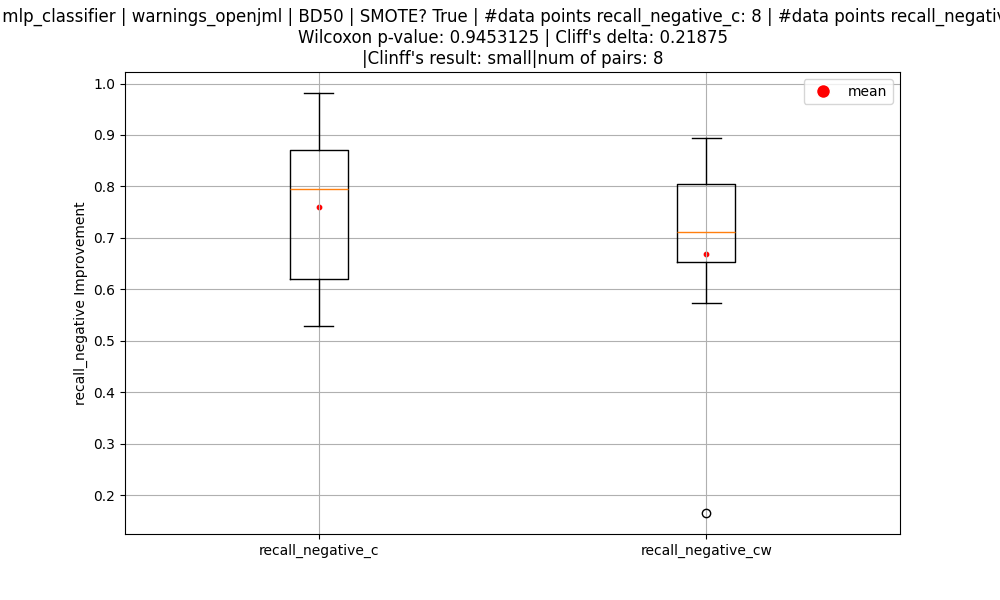 mlp_classifier | warnings_openjml | BD50 | SMOTE? True | #data points recall_negative_c: 8 | #data points
Wilcoxon p-value: 0.9453125 | Cliff's delta: 0.21875
|Clinff's result: small|num of pairs: 8
mean
1.0
0.9
0.8
0.7
0.6
0.5
0.4
0.3
0.2
recall_negative Improvement
recall_negative_c
recall_negative_cw